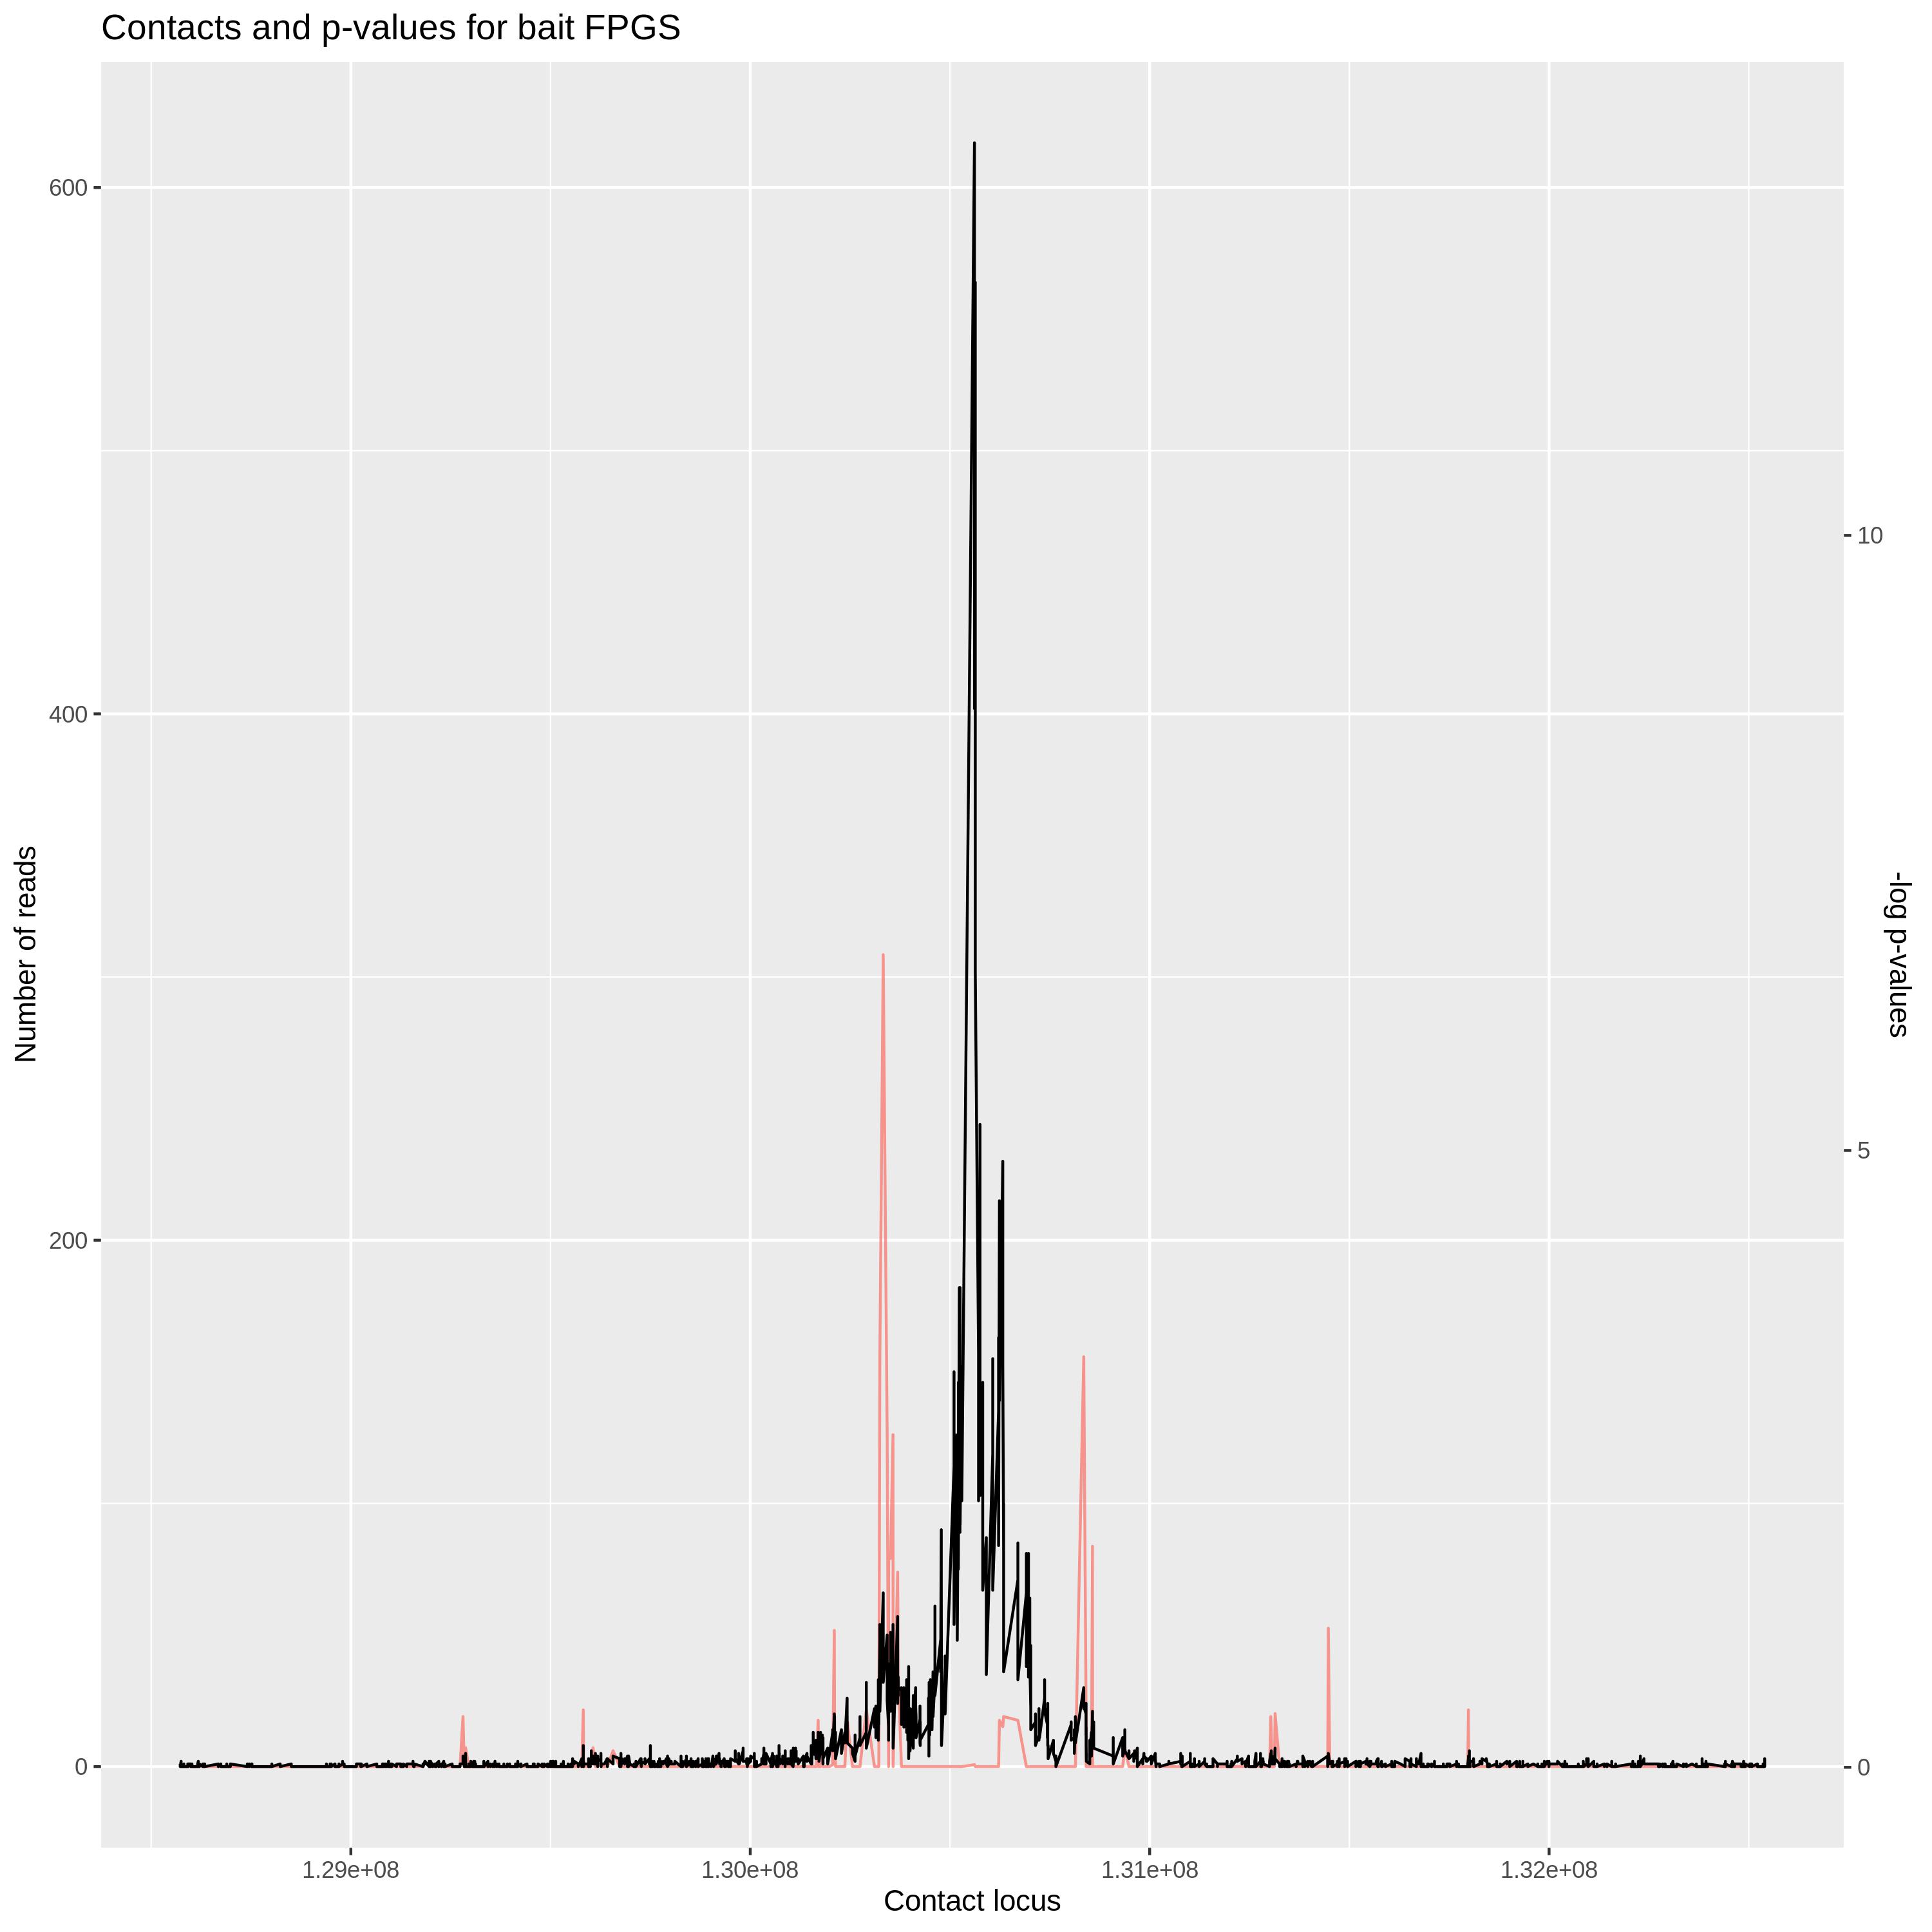 Contacts and p-values for bait FPGS
600
400
200
0
Number of reads
10
5
0
-log p-values
1.29e+08 1.30e+08 1.31e+08 1.32e+08
Contact locus